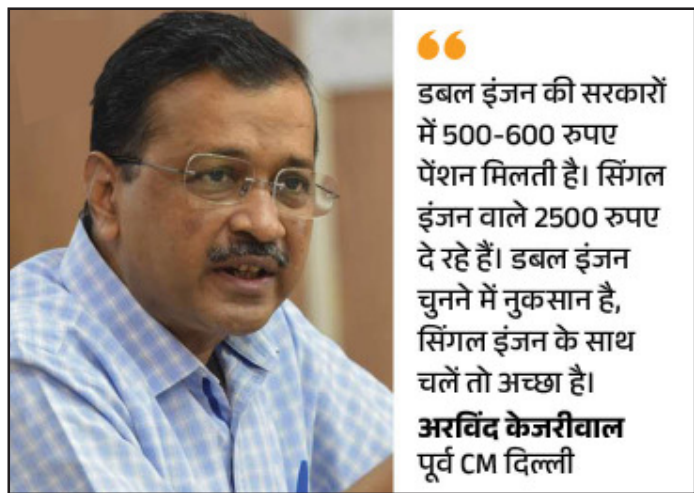 डबल इंजन की सरकारों
में 500-600 रुपए
पेंशन मिलती है। सिंगल
इंजन वाले 2500 रुपए
दे रहे हैं। डबल इंजन
चुनने में नुकसान है,
सिंगल इंजन के साथ
चलें तो अच्छा है।
अरविंद केजरीवाल
पूर्व CM दिल्ली